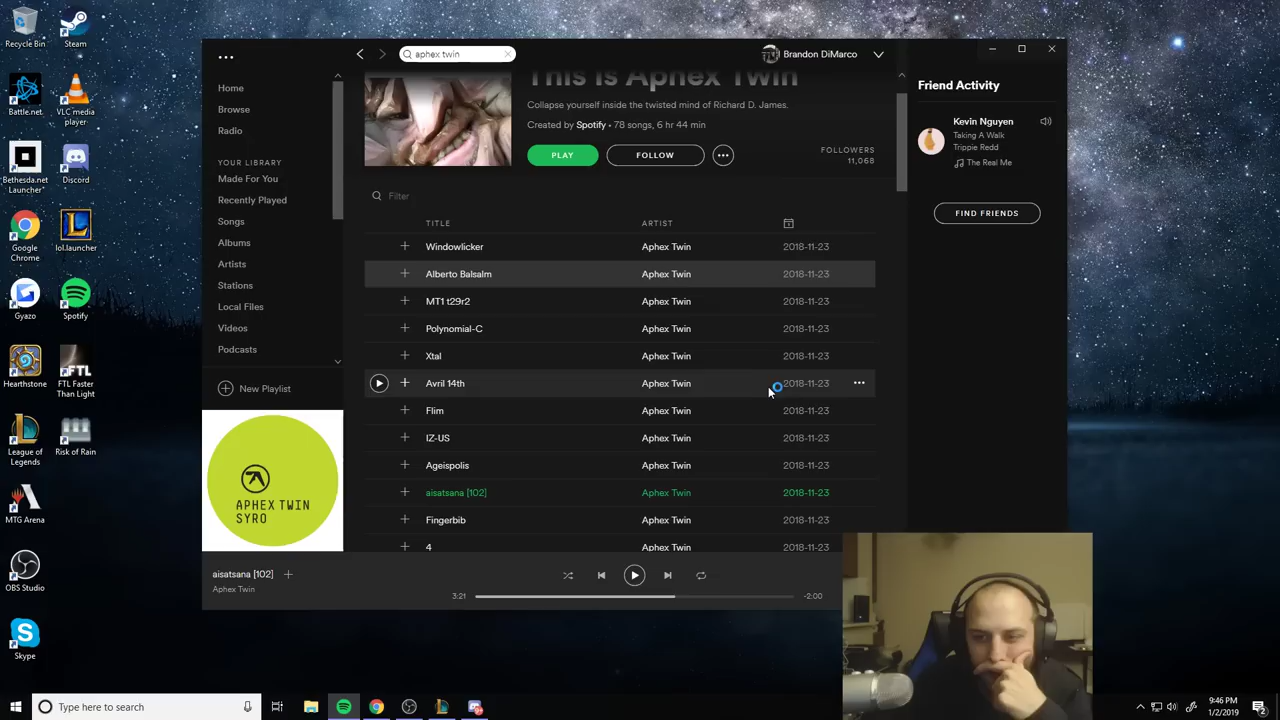 Recycle Bin
Steam
Battle.net
VLC media player
Bethesda.net Launcher
Discord
Google Chrome
lol.launcher
Gyazo
Spotify
Hearthstone
FTL Faster Than Light
League of Legends
Risk of Rain
MTG Arena
OBS Studio
Skype
aphex twin
Brandon DiMarco
Home
Browse
Radio
YOUR LIBRARY
Made For You
Recently Played
Songs
Albums
Artists
Stations
Local Files
Videos
Podcasts
New Playlist
APHEX TWIN
SYRO
This Is Aphex Twin
Collapse yourself inside the twisted mind of Richard D. James.
Created by Spotify • 78 songs, 6 hr 44 min
PLAY
FOLLOW
FOLLOWERS
11,068
Filter
TITLE ARTIST
Windowlicker Aphex Twin 2018-11-23
Alberto Balsalm Aphex Twin 2018-11-23
MT1 t29r2 Aphex Twin 2018-11-23
Polynomial-C Aphex Twin 2018-11-23
Xtal Aphex Twin 2018-11-23
Avril 14th Aphex Twin 2018-11-23
Flim Aphex Twin 2018-11-23
IZ-US Aphex Twin 2018-11-23
Ageispolis Aphex Twin 2018-11-23
aisatsana [102] Aphex Twin 2018-11-23
Fingerbib Aphex Twin 2018-11-23
4 Aphex Twin 2018-11-23
Friend Activity
Kevin Nguyen
Taking A Walk
Trippie Redd
The Real Me
FIND FRIENDS
aisatsana [102]
Aphex Twin
3:21
-2:00
Type here to search
9:46 PM
1/2/2019